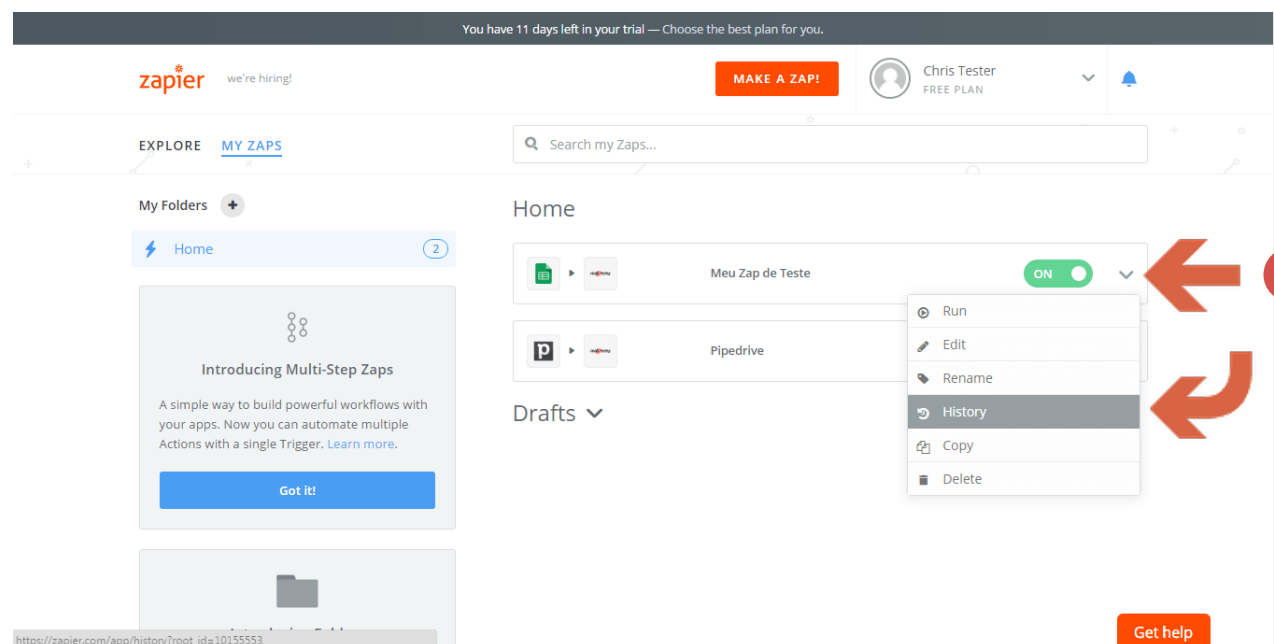 You have 11 days left in your trial — Choose the best plan for you.
zapier we're hiring!
MAKE A ZAP!
Chris Tester
FREE PLAN
EXPLORE MY ZAPS
Search my Zaps...
My Folders
Home 2
Home
Meu Zap de Teste
ON
Pipedrive
Run
Edit
Rename
History
Copy
Delete
Drafts
Introducing Multi-Step Zaps
A simple way to build powerful workflows with
your apps. Now you can automate multiple
Actions with a single Trigger. Learn more.
Got it!
https://zapier.com/app/history?root_id=10155553
Get help